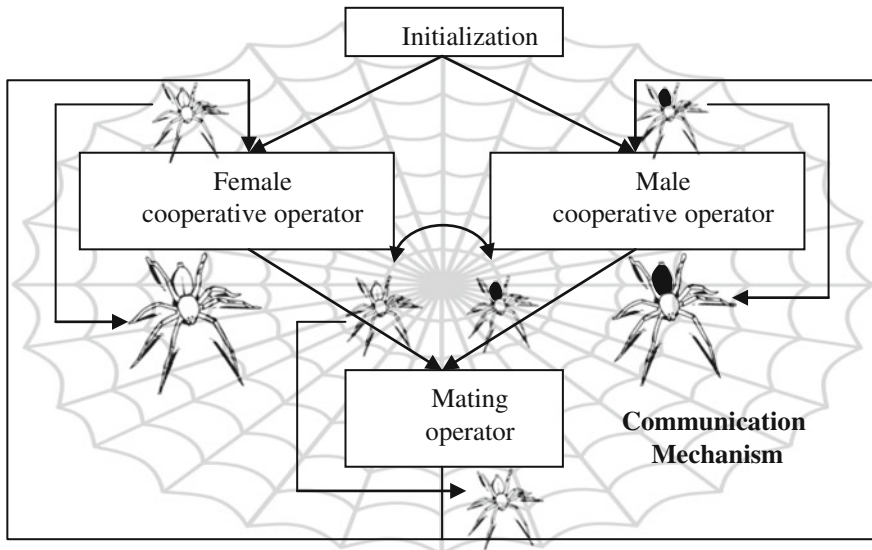 Initialization
Female
cooperative operator
Male
cooperative operator
Mating
operator
Communication
Mechanism